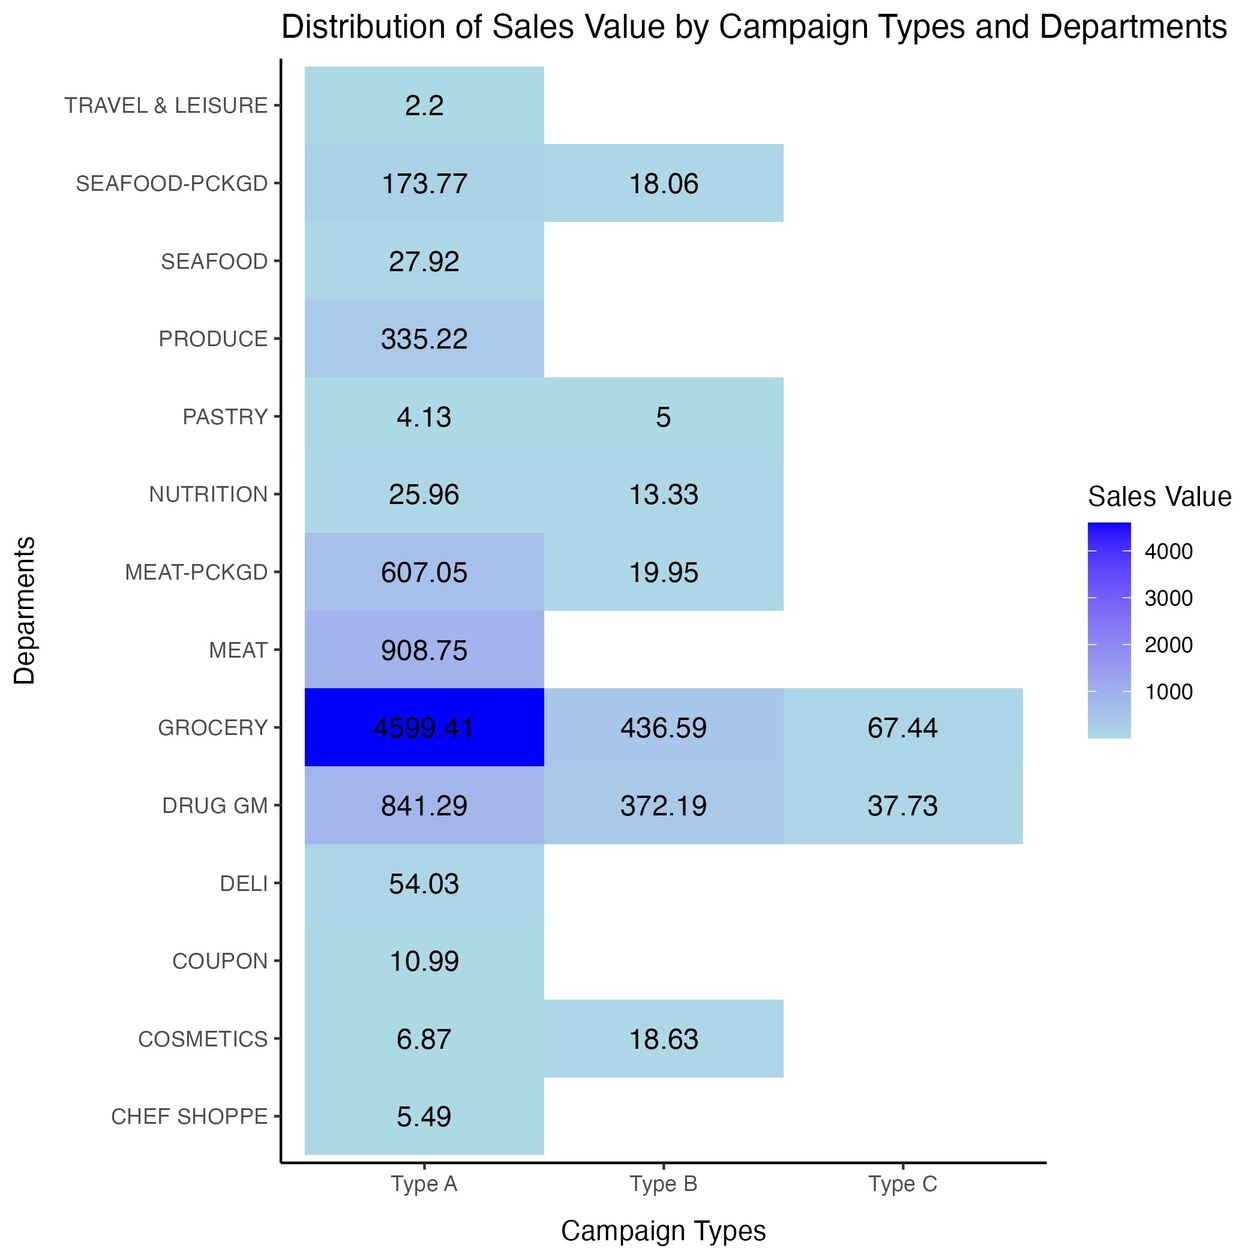 Distribution of Sales Value by Campaign Types and Departments
TRAVEL & LEISURE 2.2
SEAFOOD-PCKGD 173.77 18.06
SEAFOOD 27.92
PRODUCE 335.22
PASTRY 4.13 5
NUTRITION 25.96 13.33
MEAT-PCKGD 607.05 19.95
MEAT 908.75
GROCERY 4599.41 436.59 67.44
DRUG GM 841.29 372.19 37.73
DELI 54.03
COUPON 10.99
COSMETICS 6.87 18.63
CHEF SHOPPE 5.49
Deparments
Type A Type B Type C
Campaign Types
Sales Value
4000
3000
2000
1000